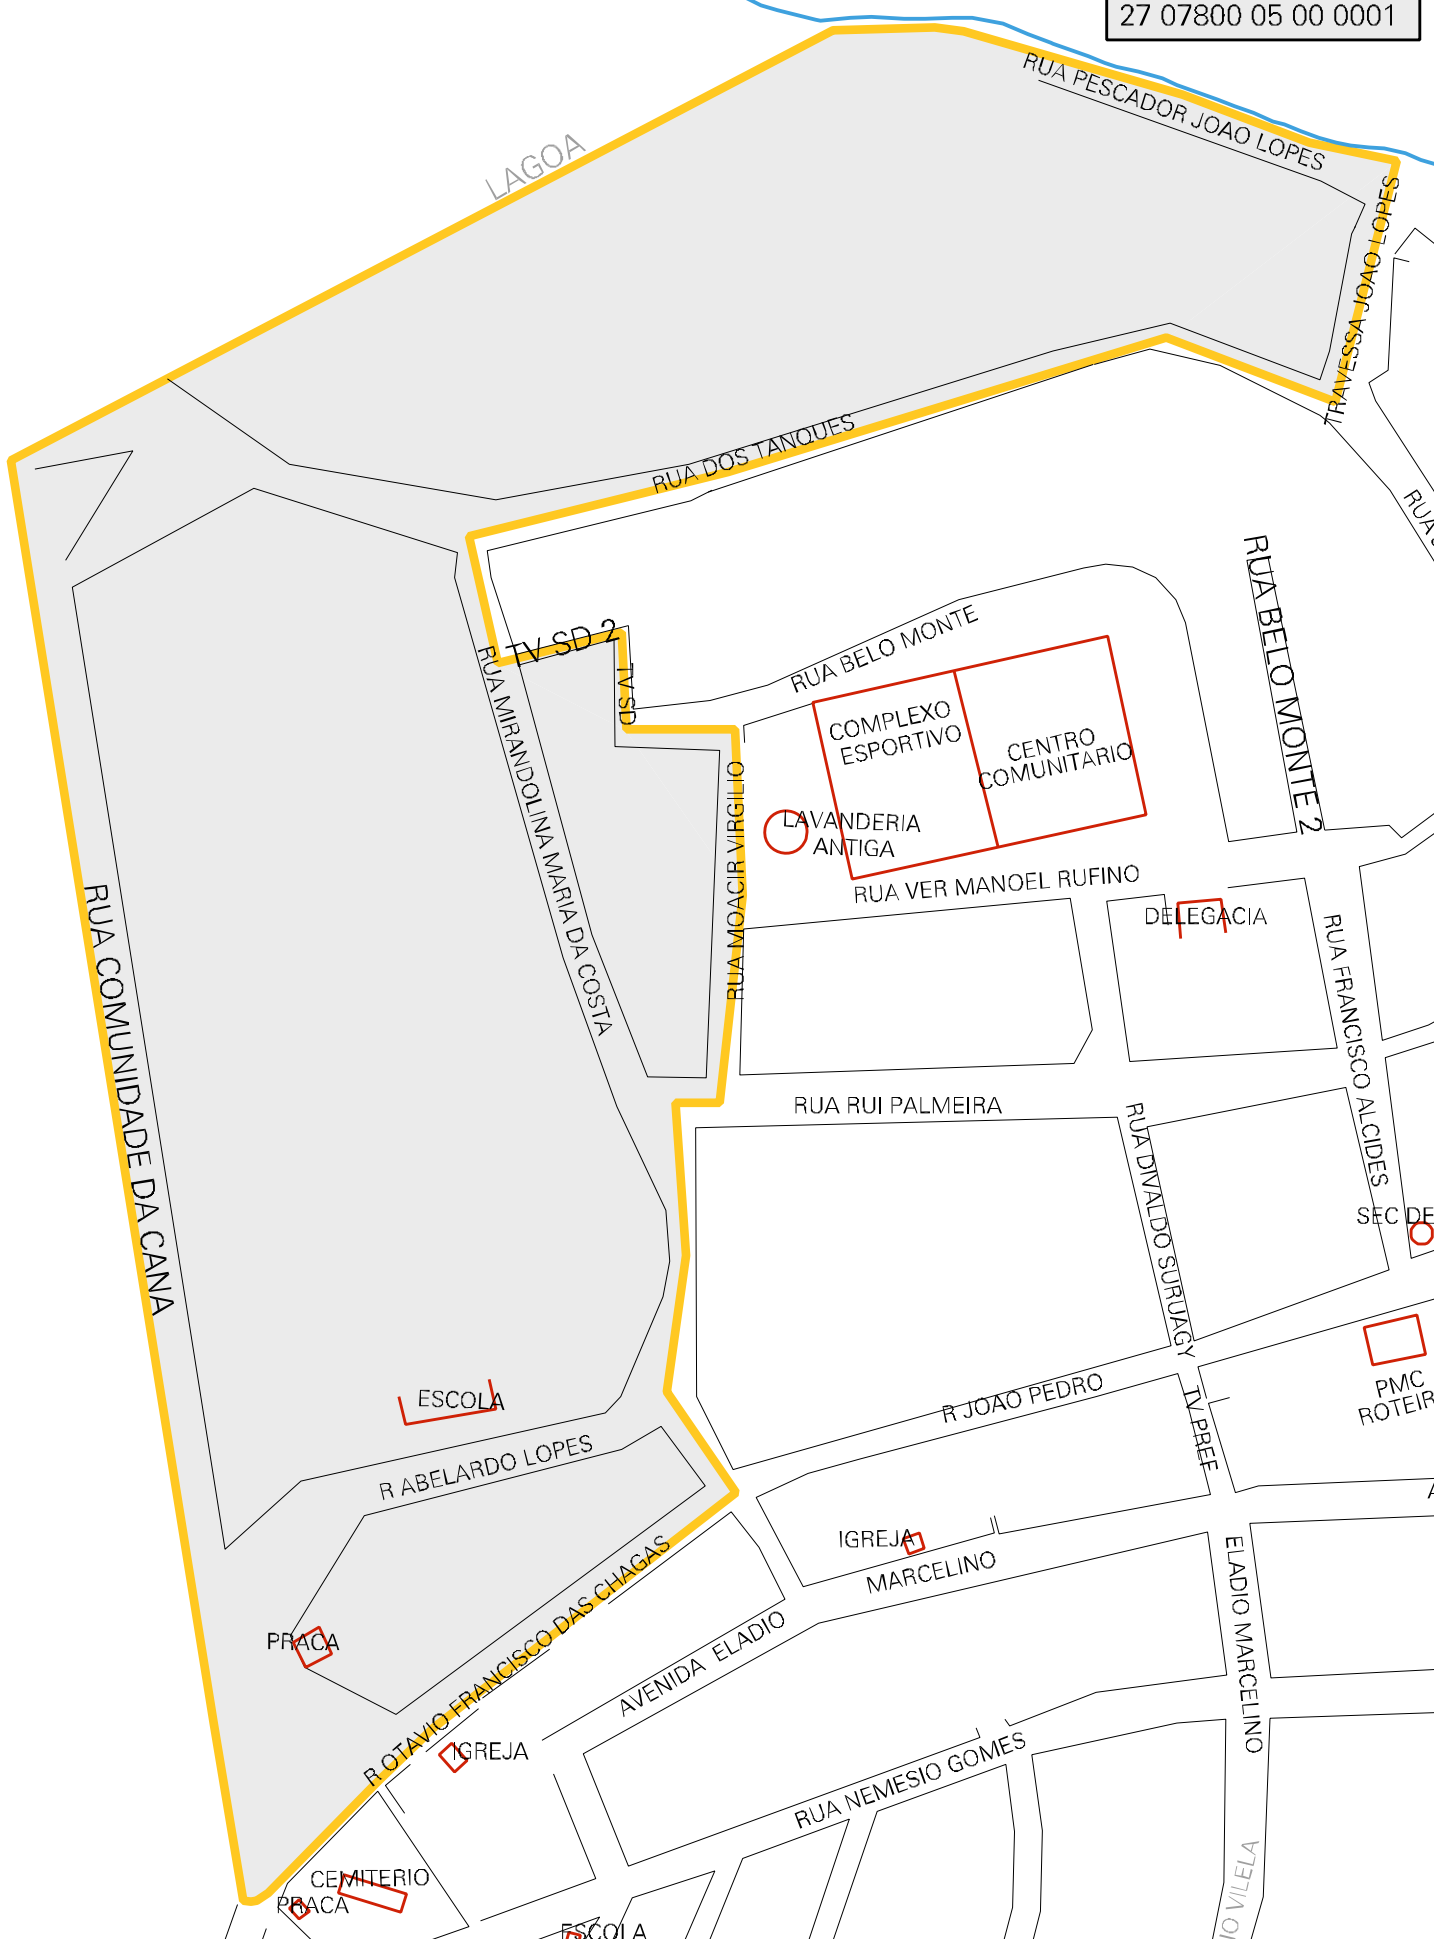 27 07800 05 00 0001
RUA PESCADOR JOAO LOPES
LAGOA
TRAVESSA JOAO LOPES
RUA DOS TANQUES
RUA
RUA BELO MONTE
RUA BELO MONTE 2
TV SD 2
TV SD
RUA MIRANDOLINA MARIA DA COSTA
COMPLEXO
ESPORTIVO
CENTRO
COMUNITARIO
RUA MOACIR VIRGILIO
LAVANDERIA
ANTIGA
RUA VER MANOEL RUFINO
DELEGACIA
RUA COMUNIDADE DA CANA
RUA FRANCISCO ALCIDES
RUA RUI PALMEIRA
RUA DIVALDO SURUAGY
SEC DE
PMC
ROTEIR
R JOAO PEDRO
TV PREF
ESCOLA
R ABELARDO LOPES
IGREJA
MARCELINO
ELADIO MARCELINO
R OTAVIO FRANCISCO DAS CHAGAS
PRACA
AVENIDA ELADIO
IGREJA
RUA NEMESIO GOMES
CEMITERIO
PRACA
IO VILELA
ESCOLA